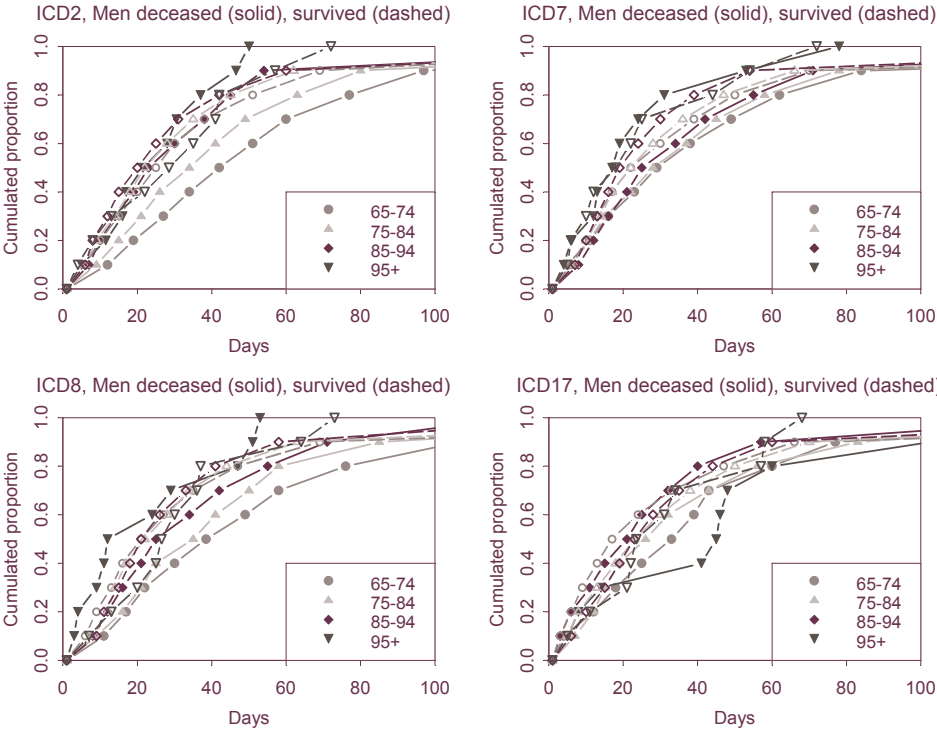 ICD2, Men deceased (solid), survived (dashed)
Cumulated proportion
1.0
0.8
0.6
0.4
0.2
0.0
65-74
75-84
85-94
95+
0 20 40 60 80 100
Days
ICD7, Men deceased (solid), survived (dashed)
Cumulated proportion
1.0
0.8
0.6
0.4
0.2
0.0
65-74
75-84
85-94
95+
0 20 40 60 80 100
Days
ICD8, Men deceased (solid), survived (dashed)
Cumulated proportion
1.0
0.8
0.6
0.4
0.2
0.0
65-74
75-84
85-94
95+
0 20 40 60 80 100
Days
ICD17, Men deceased (solid), survived (dashed)
Cumulated proportion
1.0
0.8
0.6
0.4
0.2
0.0
65-74
75-84
85-94
95+
0 20 40 60 80 100
Days